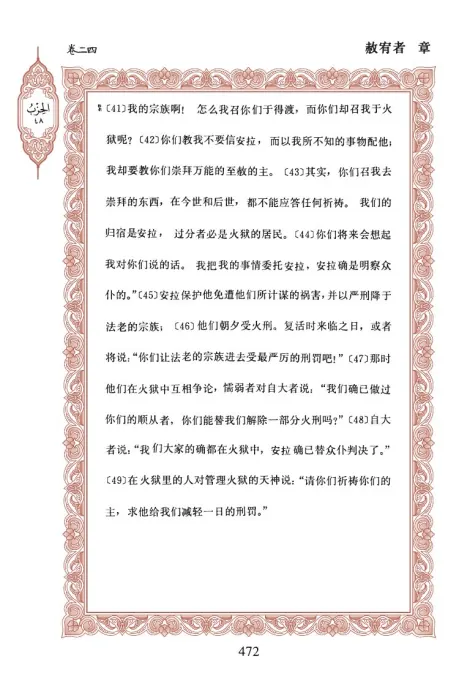 卷二四
赦宥者 章
الحزب
٤٨
〔41〕我的宗族啊! 怎么我召你们于得渡，而你们却召我于火
狱呢?〔42〕你们教我不要信安拉，而以我所不知的事物配他;
我却要教你们崇拜万能的至赦的主。〔43〕其实，你们召我去
崇拜的东西，在今世和后世，都不能应答任何祈祷。 我们的
归宿是安拉， 过分者必是火狱的居民。〔44〕你们将来会想起
我对你们说的话。 我把我的事情委托安拉，安拉确是明察众
仆的。”〔45〕安拉保护他免遭他们所计谋的祸害，并以严刑降于
法老的宗族;〔46〕他们朝夕受火刑。复活时来临之日，或者
将说:“你们让法老的宗族进去受最严厉的刑罚吧!”〔47〕那时
他们在火狱中互相争论，懦弱者对自大者说:“我们确已做过
你们的顺从者，你们能替我们解除一部分火刑吗?”〔48〕自大
者说:“我们大家的确都在火狱中，安拉确已替众仆判决了。”
〔49〕在火狱里的人对管理火狱的天神说:“请你们祈祷你们的
主，求他给我们减轻一日的刑罚。”
472